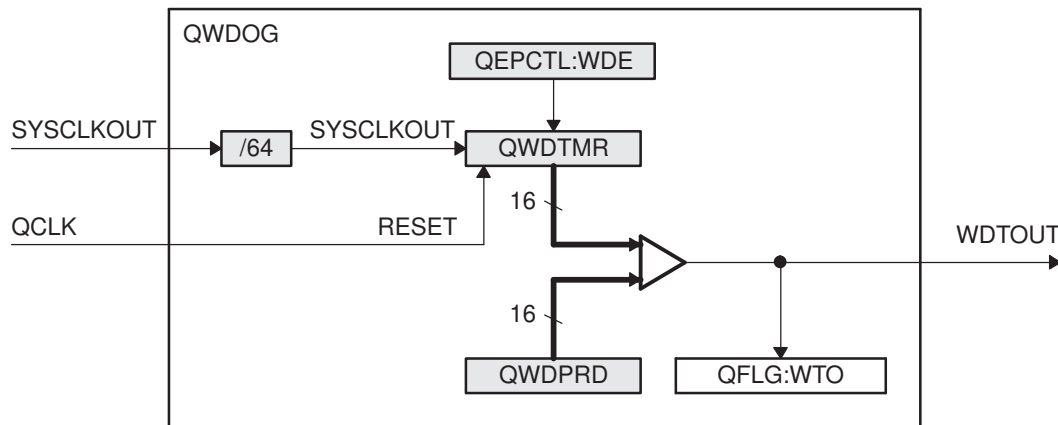 QWDOG
QEPCTL:WDE
SYSCLKOUT
/64
SYSCLKOUT
QWDTMR
16
QCLK
RESET
WDTOUT
16
QWDPRD
QFLG:WTO